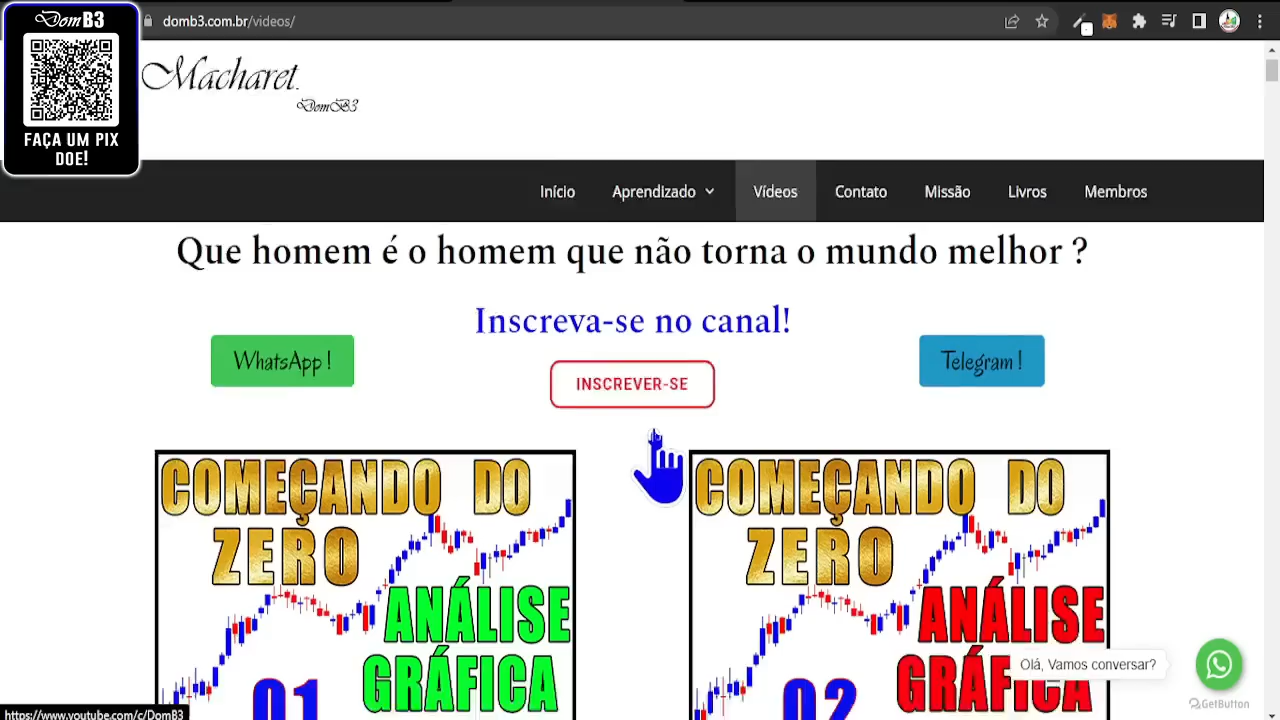 DomB3
FAÇA UM PIX
DOE!
domb3.com.br/videos/
Macharet.
DomB3
Início
Aprendizado
Vídeos
Contato
Missão
Livros
Membros
Que homem é o homem que não torna o mundo melhor ?
Inscreva-se no canal!
WhatsApp !
INSCREVER-SE
Telegram !
COMEÇANDO DO
ZERO
ANÁLISE
GRÁFICA
01
COMEÇANDO DO
ZERO
ANÁLISE
GRÁFICA
02
Olá, Vamos conversar?
GetButton
https://www.youtube.com/c/DomB3